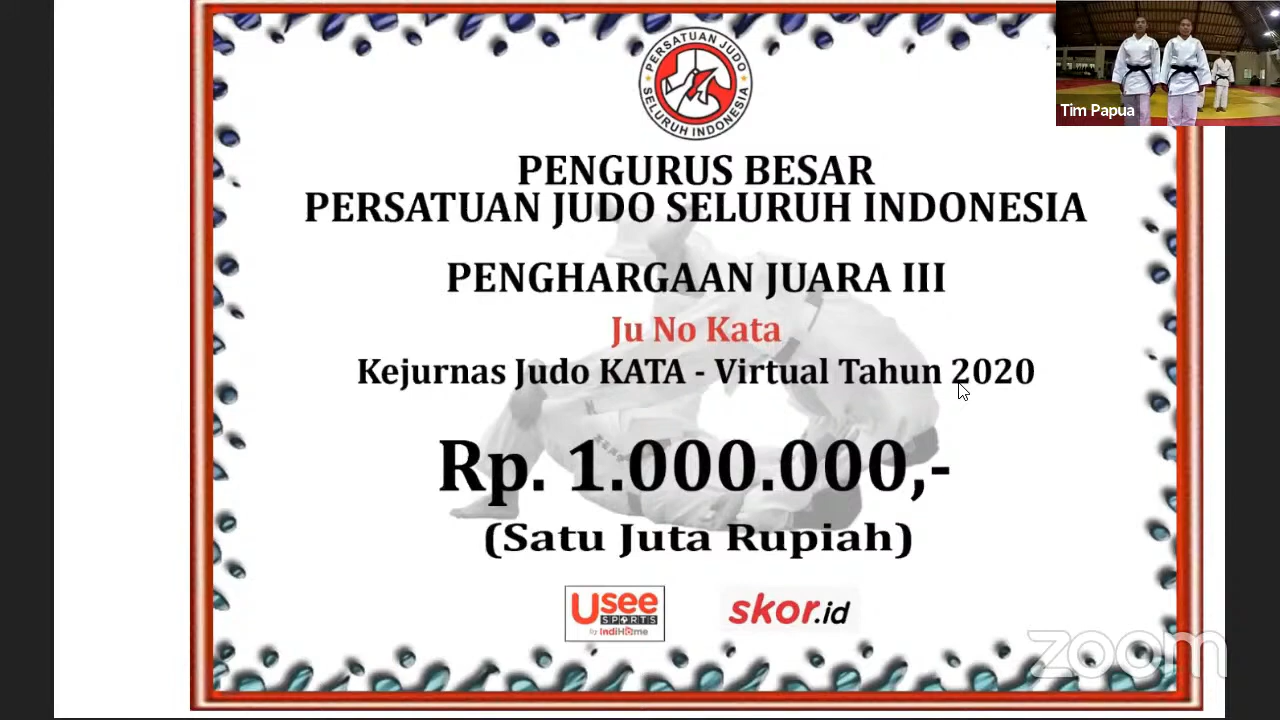 PERSATUAN JUDO
SELURUH INDONESIA
Tim Papua
PENGURUS BESAR
PERSATUAN JUDO SELURUH INDONESIA
PENGHARGAAN JUARA III
Ju No Kata
Kejurnas Judo KATA - Virtual Tahun 2020
Rp. 1.000.000,-
(Satu Juta Rupiah)
Usee
SPORTS
by IndiHome
skor.id
zoom